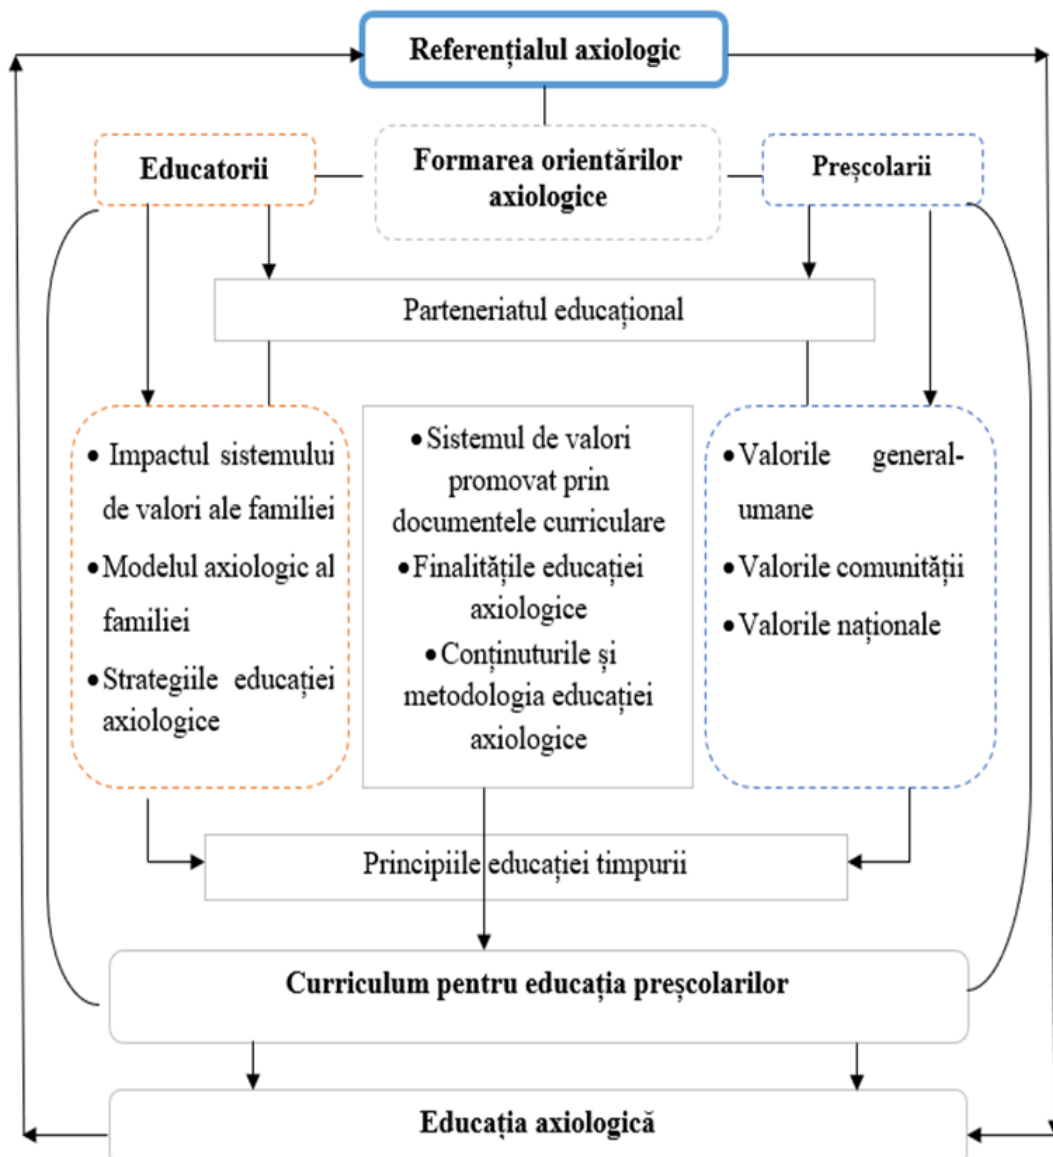 Referențialul axiologic
Educatorii
Formarea orientărilor
axiologice
Preșcolarii
Parteneriatul educațional
• Impactul sistemului
de valori ale familiei
• Modelul axiologic al
familiei
• Strategiile educației
axiologice
• Sistemul de valori
promovat prin
documentele curriculare
• Finalitățile educației
axiologice
• Conținuturile și
metodologia educației
axiologice
• Valorile general-
umane
• Valorile comunității
• Valorile naționale
Principiile educației timpurii
Curriculum pentru educația preșcolarilor
Educația axiologică